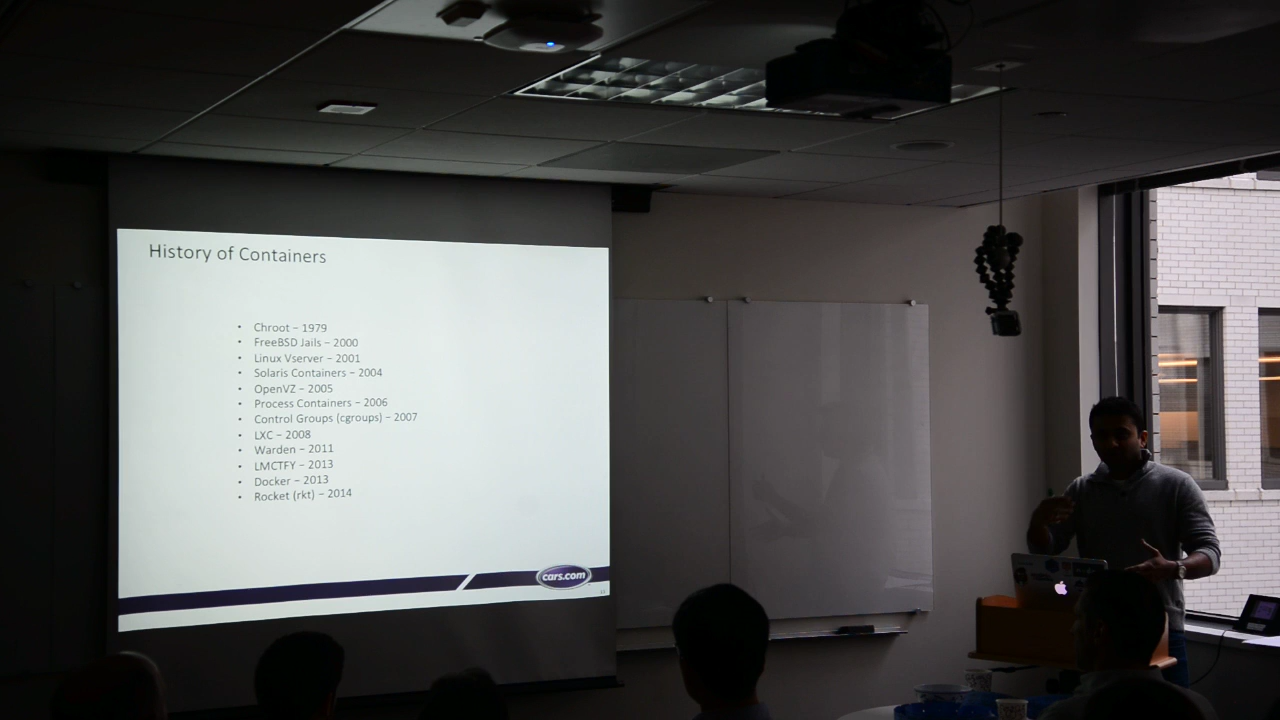 History of Containers
• Chroot – 1979
• FreeBSD Jails – 2000
• Linux Vserver – 2001
• Solaris Containers – 2004
• OpenVZ – 2005
• Process Containers – 2006
• Control Groups (cgroups) – 2007
• LXC – 2008
• Warden – 2011
• LMCTFY – 2013
• Docker – 2013
• Rocket (rkt) – 2014
cars.com